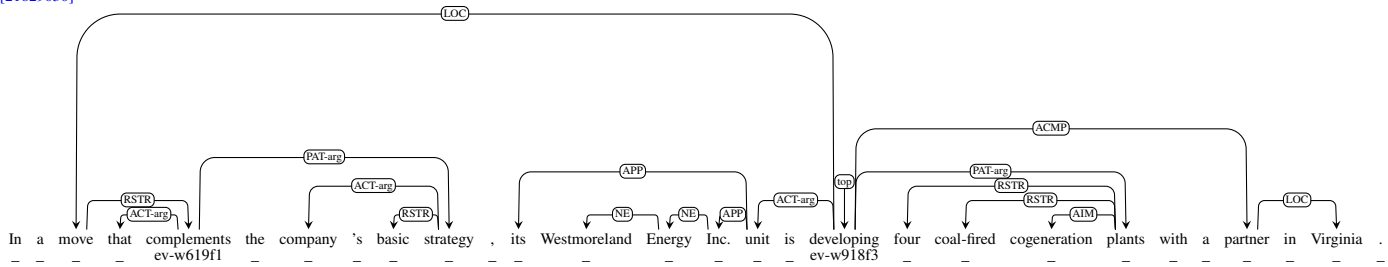 LOC
ACMP
PAT-arg
APP
PAT-arg
top
ACT-arg
RSTR
RSTR
RSTR
ACT-arg
ACT-arg
RSTR
NE
NE
APP
AIM
LOC
In a move that complements the company 's basic strategy , its Westmoreland Energy Inc. unit is developing four coal-fired cogeneration plants with a partner in Virginia .
ev-w619f1 ev-w918f3
_ _ _ _ _ _ _ _ _ _ _ _ _ _ _ _ _ _ _ _ _ _ _ _ _ _ _ _